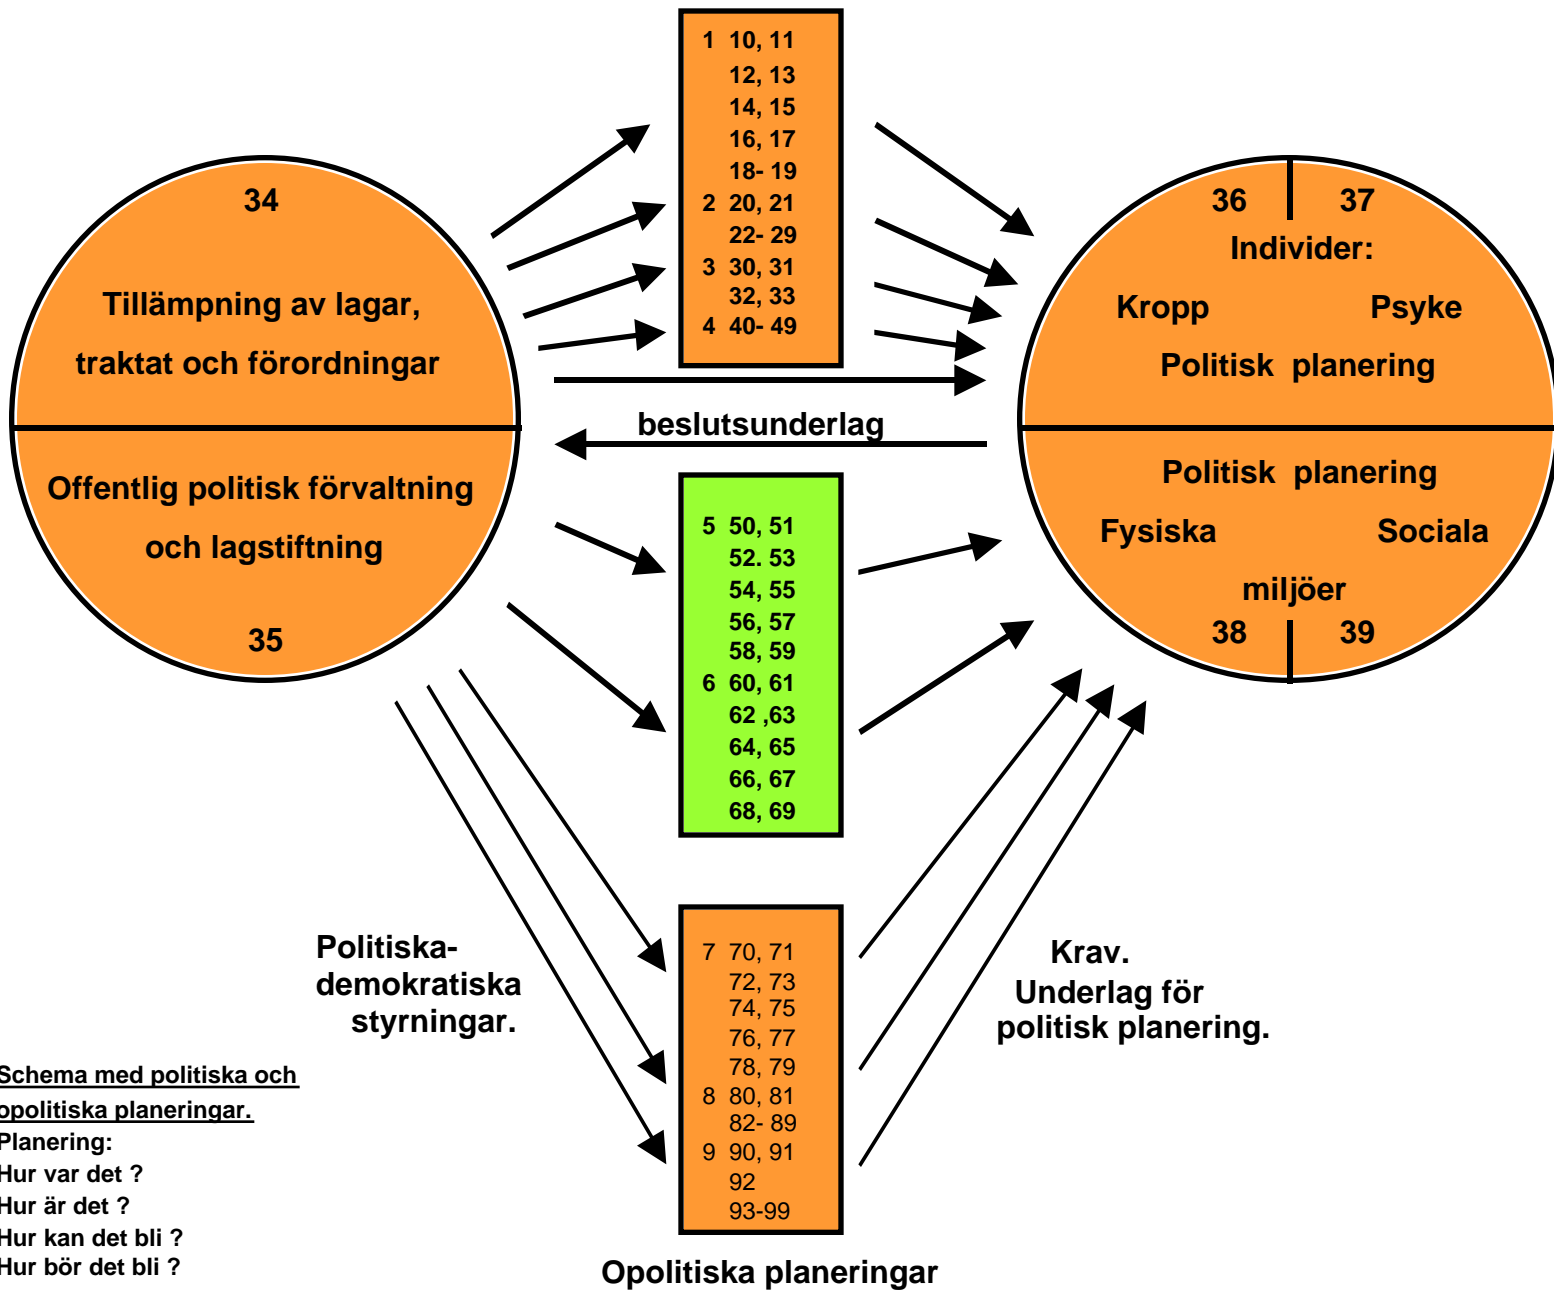 1 10, 11
12, 13
14, 15
16, 17
18- 19
2 20, 21
22- 29
3 30, 31
32, 33
4 40- 49
34
Tillämpning av lagar,
traktat och förordningar
Offentlig politisk förvaltning
och lagstiftning
35
36 37
Individer:
Kropp Psyke
Politisk planering
Politisk planering
Fysiska Sociala
miljöer
38 39
beslutsunderlag
5 50, 51
52. 53
54, 55
56, 57
58, 59
6 60, 61
62 ,63
64, 65
66, 67
68, 69
Politiska-
demokratiska
styrningar.
7 70, 71
72, 73
74, 75
76, 77
78, 79
8 80, 81
82- 89
9 90, 91
92
93-99
Krav.
Underlag för
politisk planering.
Schema med politiska och
opolitiska planeringar.
Planering:
Hur var det ?
Hur är det ?
Hur kan det bli ?
Hur bör det bli ?
Opolitiska planeringar